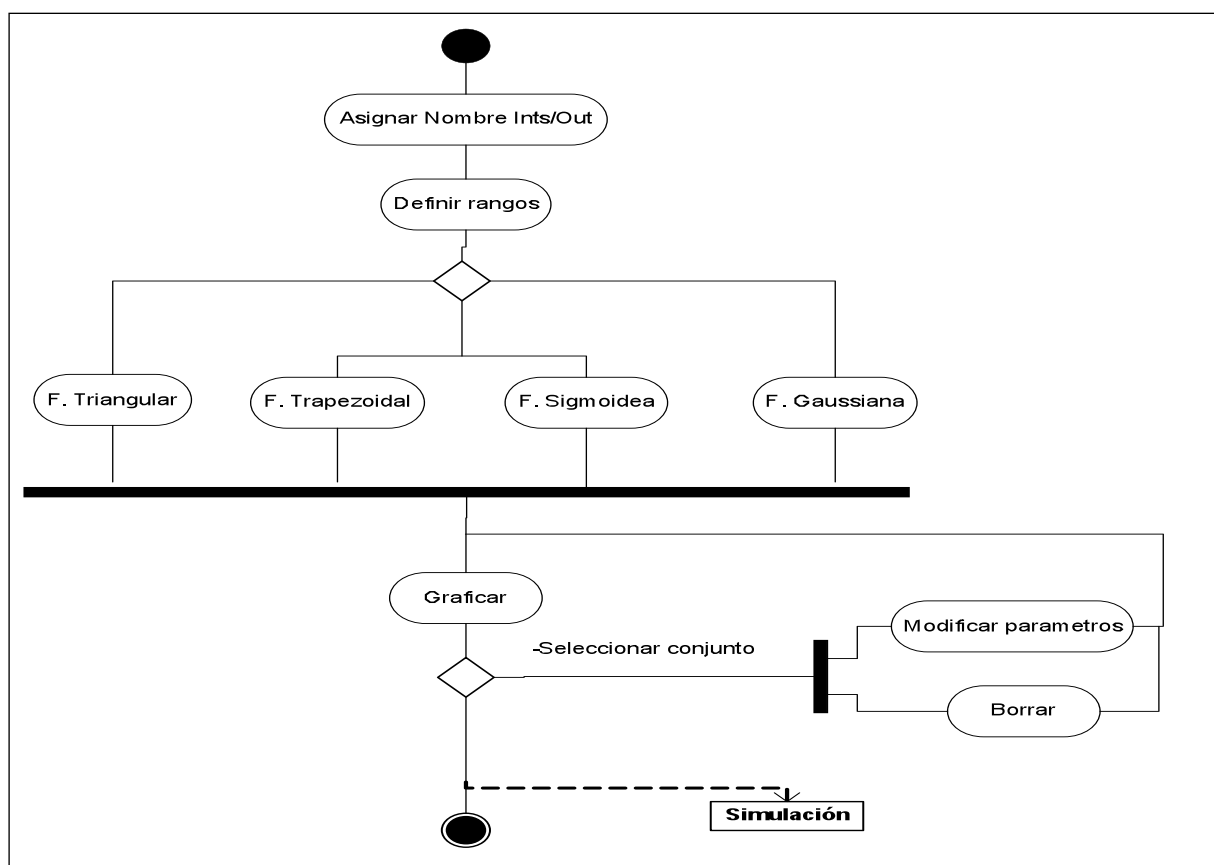 Asignar Nombre Ints/Out
Definir rangos
F. Triangular
F. Trapezoidal
F. Sigmoidea
F. Gaussiana
Graficar
-Seleccionar conjunto
Modificar parametros
Borrar
Simulación